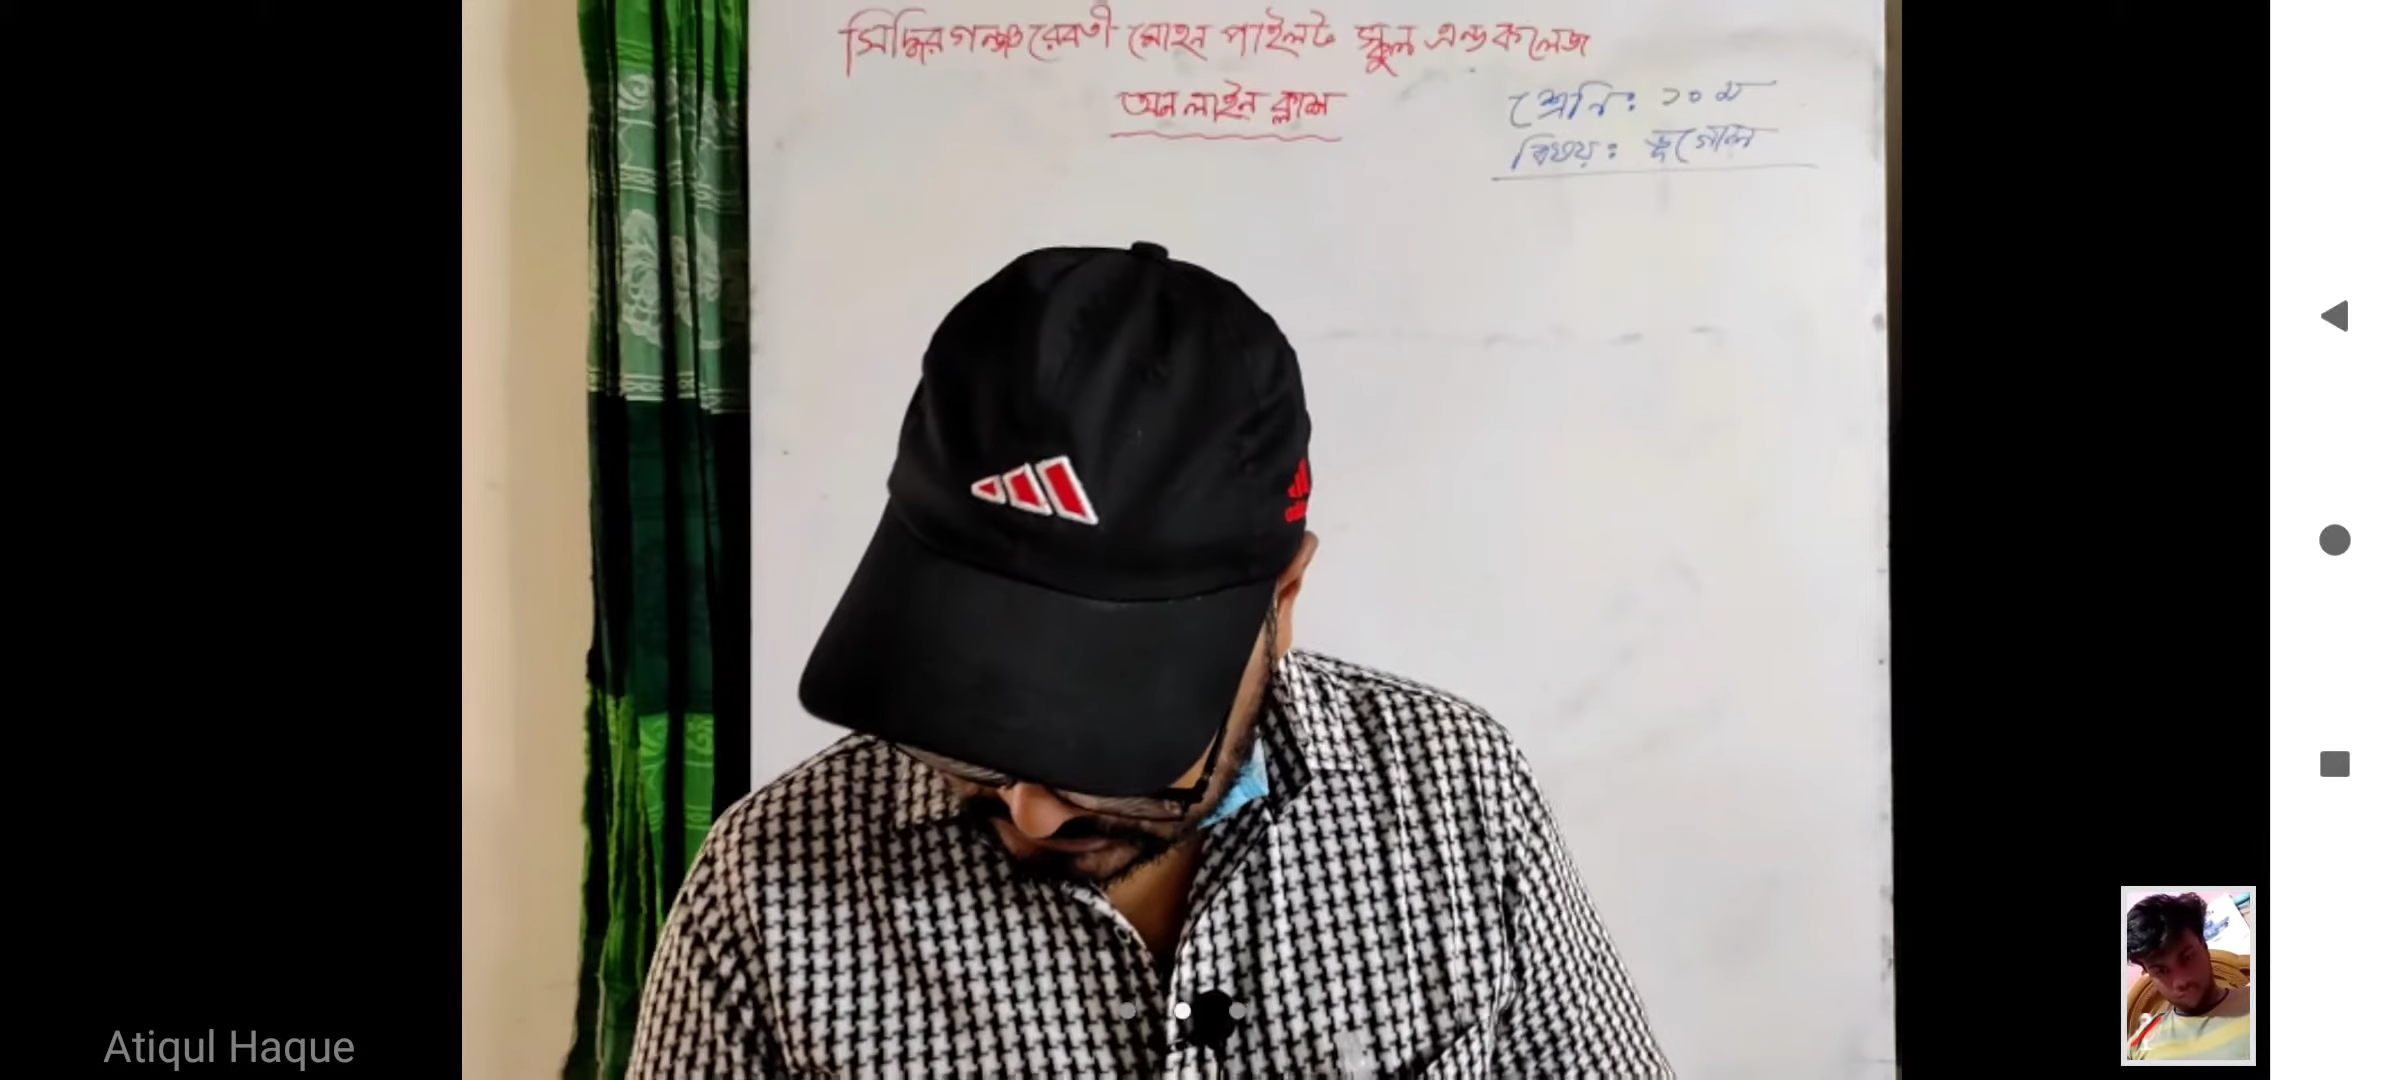 সিদ্ধিরগঞ্জ রেবতী মোহন পাইলট স্কুল এন্ড কলেজ
অনলাইন ক্লাশ
শ্রেনি: ১০ম
বিষয়: ভূগোল
Atiqul Haque